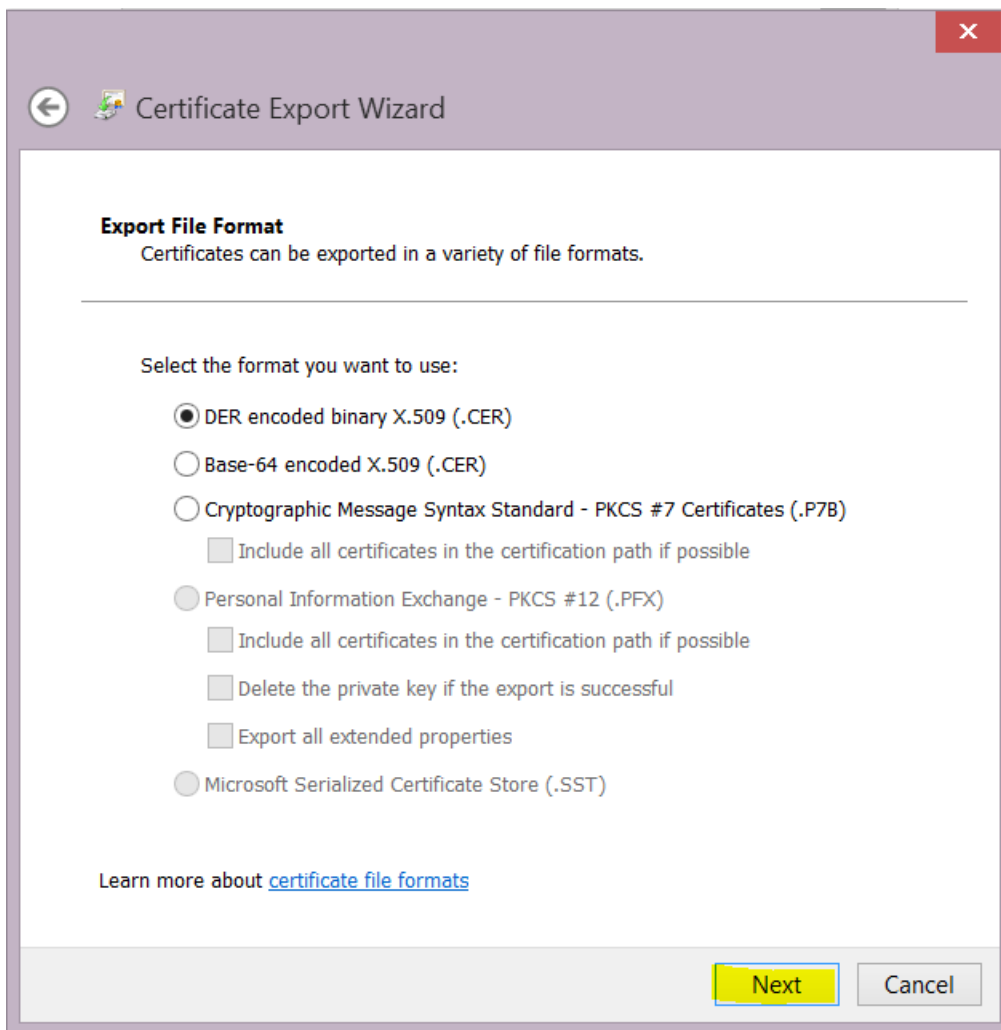 Certificate Export Wizard
Export File Format
Certificates can be exported in a variety of file formats.
Select the format you want to use:
DER encoded binary X.509 (.CER)
Base-64 encoded X.509 (.CER)
Cryptographic Message Syntax Standard - PKCS #7 Certificates (.P7B)
Include all certificates in the certification path if possible
Personal Information Exchange - PKCS #12 (.PFX)
Include all certificates in the certification path if possible
Delete the private key if the export is successful
Export all extended properties
Microsoft Serialized Certificate Store (.SST)
Learn more about certificate file formats
Next Cancel